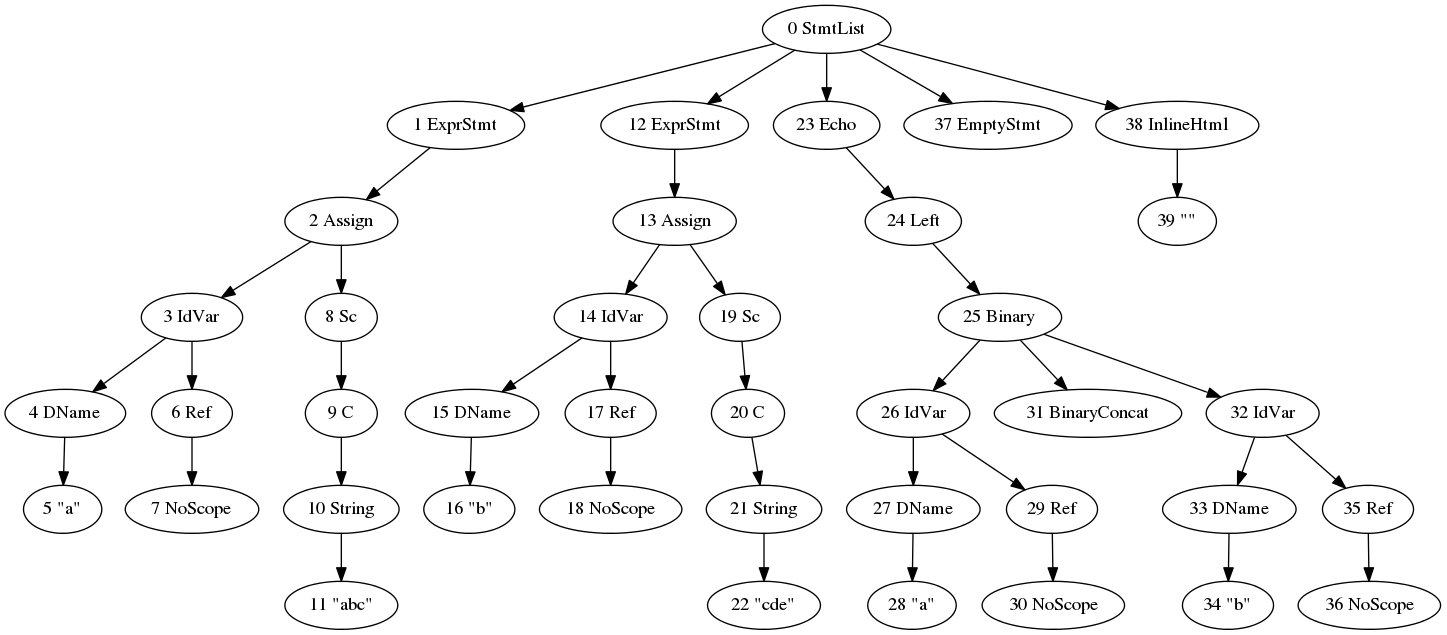 0 StmtList
1 ExprStmt
12 ExprStmt
23 Echo
37 EmptyStmt
38 InlineHtml
2 Assign
13 Assign
24 Left
39 ""
3 IdVar
8 Sc
14 IdVar
19 Sc
25 Binary
4 DName
6 Ref
9 C
15 DName
17 Ref
20 C
26 IdVar
31 BinaryConcat
32 IdVar
5 "a"
7 NoScope
10 String
16 "b"
18 NoScope
21 String
27 DName
29 Ref
33 DName
35 Ref
11 "abc"
22 "cde"
28 "a"
30 NoScope
34 "b"
36 NoScope